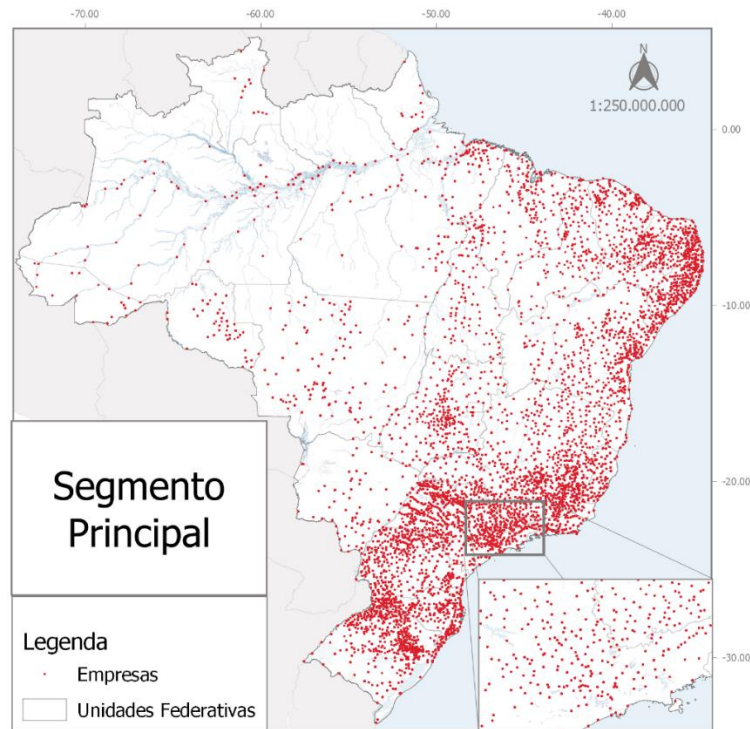 -70.00
-60.00
-50.00
-40.00
N
1:250.000.000
0.00
-10.00
-20.00
-30.00
Segmento
Principal
Legenda
Empresas
Unidades Federativas